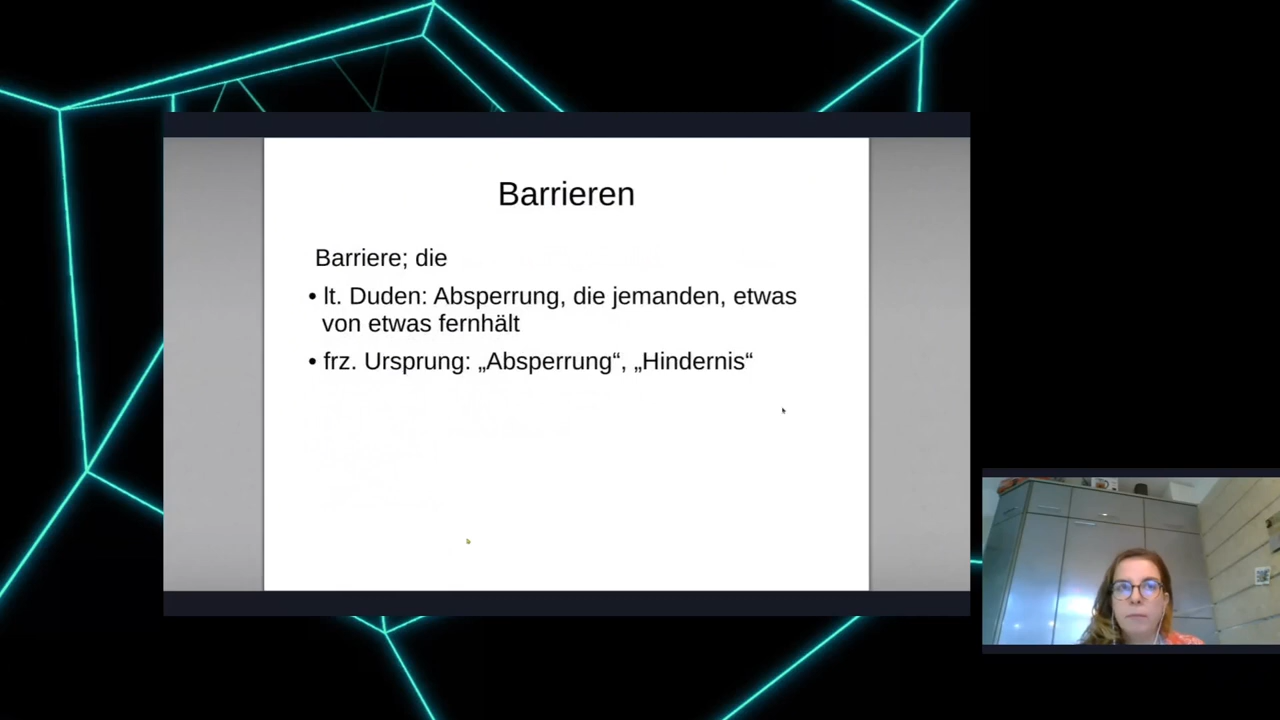 Barrieren
Barriere; die
• lt. Duden: Absperrung, die jemanden, etwas
von etwas fernhält
• frz. Ursprung: „Absperrung“, „Hindernis“